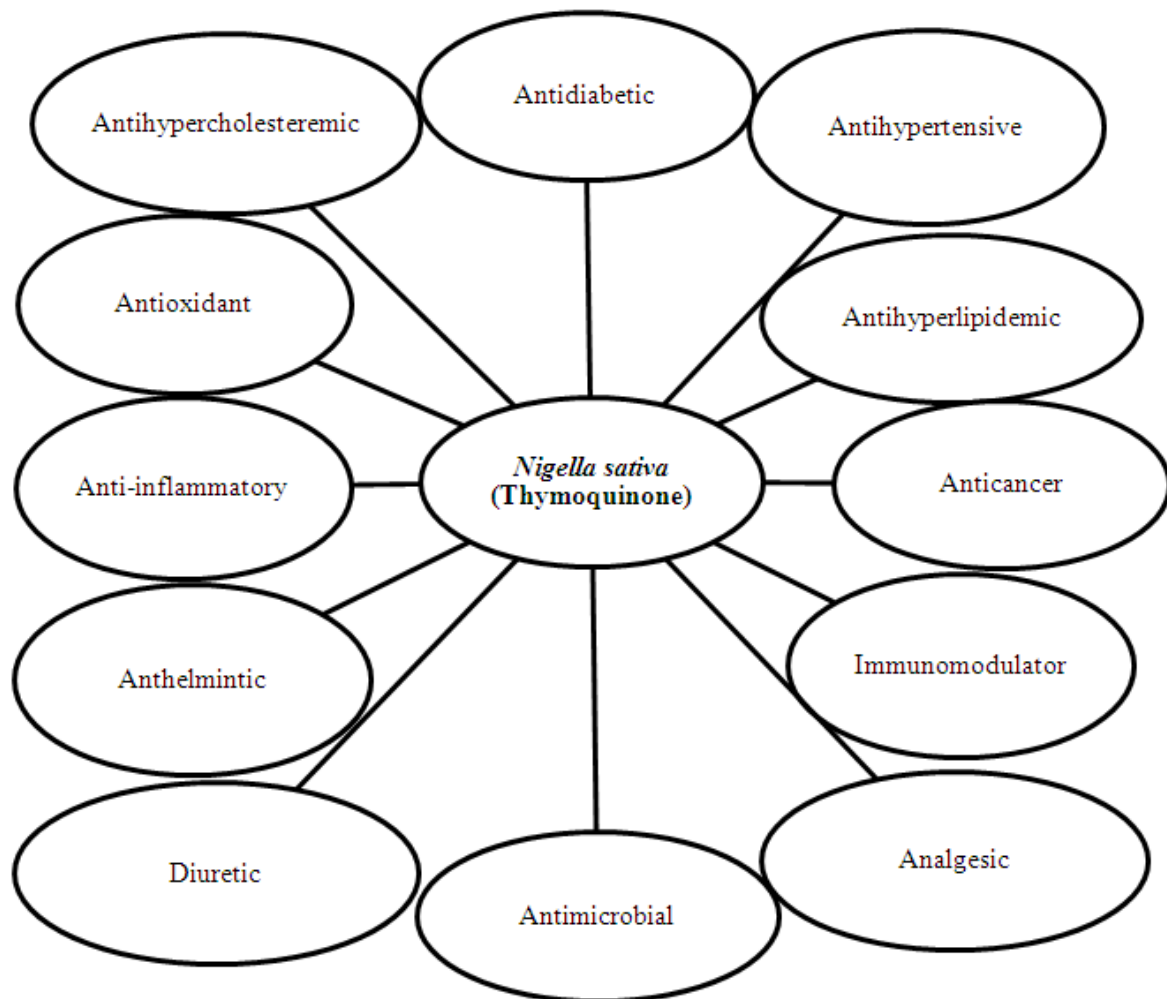 Antidiabetic
Antihypercholesteremic
Antihypertensive
Antioxidant
Antihyperlipidemic
Nigella sativa
(Thymoquinone)
Anti-inflammatory
Anticancer
Anthelmintic
Immunomodulator
Diuretic
Analgesic
Antimicrobial